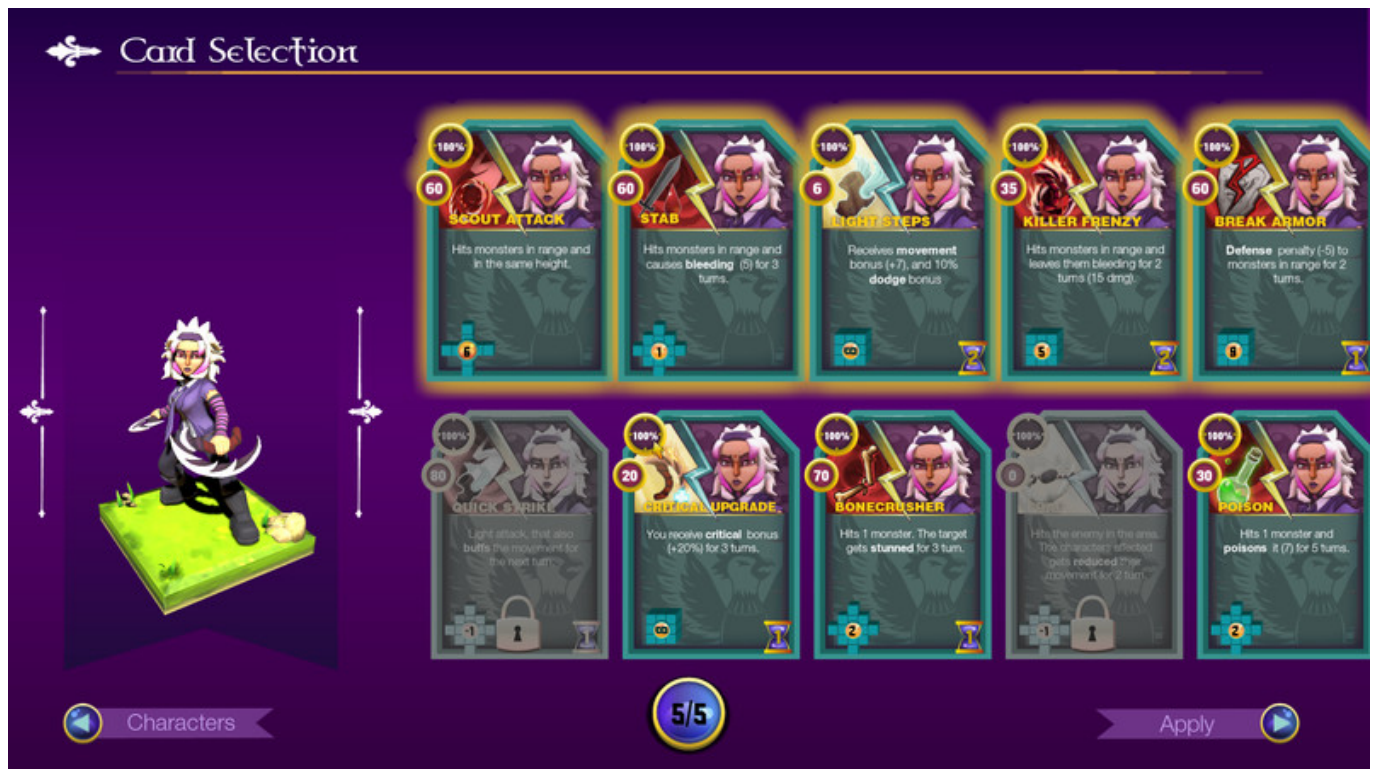 Card Selection
100%
60
SCOUT ATTACK
Hits monsters in range and
in the same height.
6
100%
60
STAB
Hits monsters in range and
causes bleeding (5) for 3
turns.
1
100%
6
LIGHT STEPS
Receives movement
bonus (+7), and 10%
dodge bonus
2
100%
35
KILLER FRENZY
Hits monsters in range and
leaves them bleeding for 2
turns (15 dmg).
5
2
100%
60
BREAK ARMOR
Defense penalty (-5) to
monsters in range for 2
turns.
1
100%
80
QUICK STRIKE
Light attack, that also
buffs the movement for
the next turn
-1
1
100%
20
CRITICAL UPGRADE
You receive critical bonus
(+20%) for 3 turns.
1
100%
70
BONECRUSHER
Hits 1 monster. The target
gets stunned for 3 turn.
2
1
100%
0
Hits the enemy in the area.
The characters affected
gets reduced their
movement for 2 turn
-1
100%
30
POISON
Hits 1 monster and
poisons it (7) for 5 turns.
2
Characters
5/5
Apply